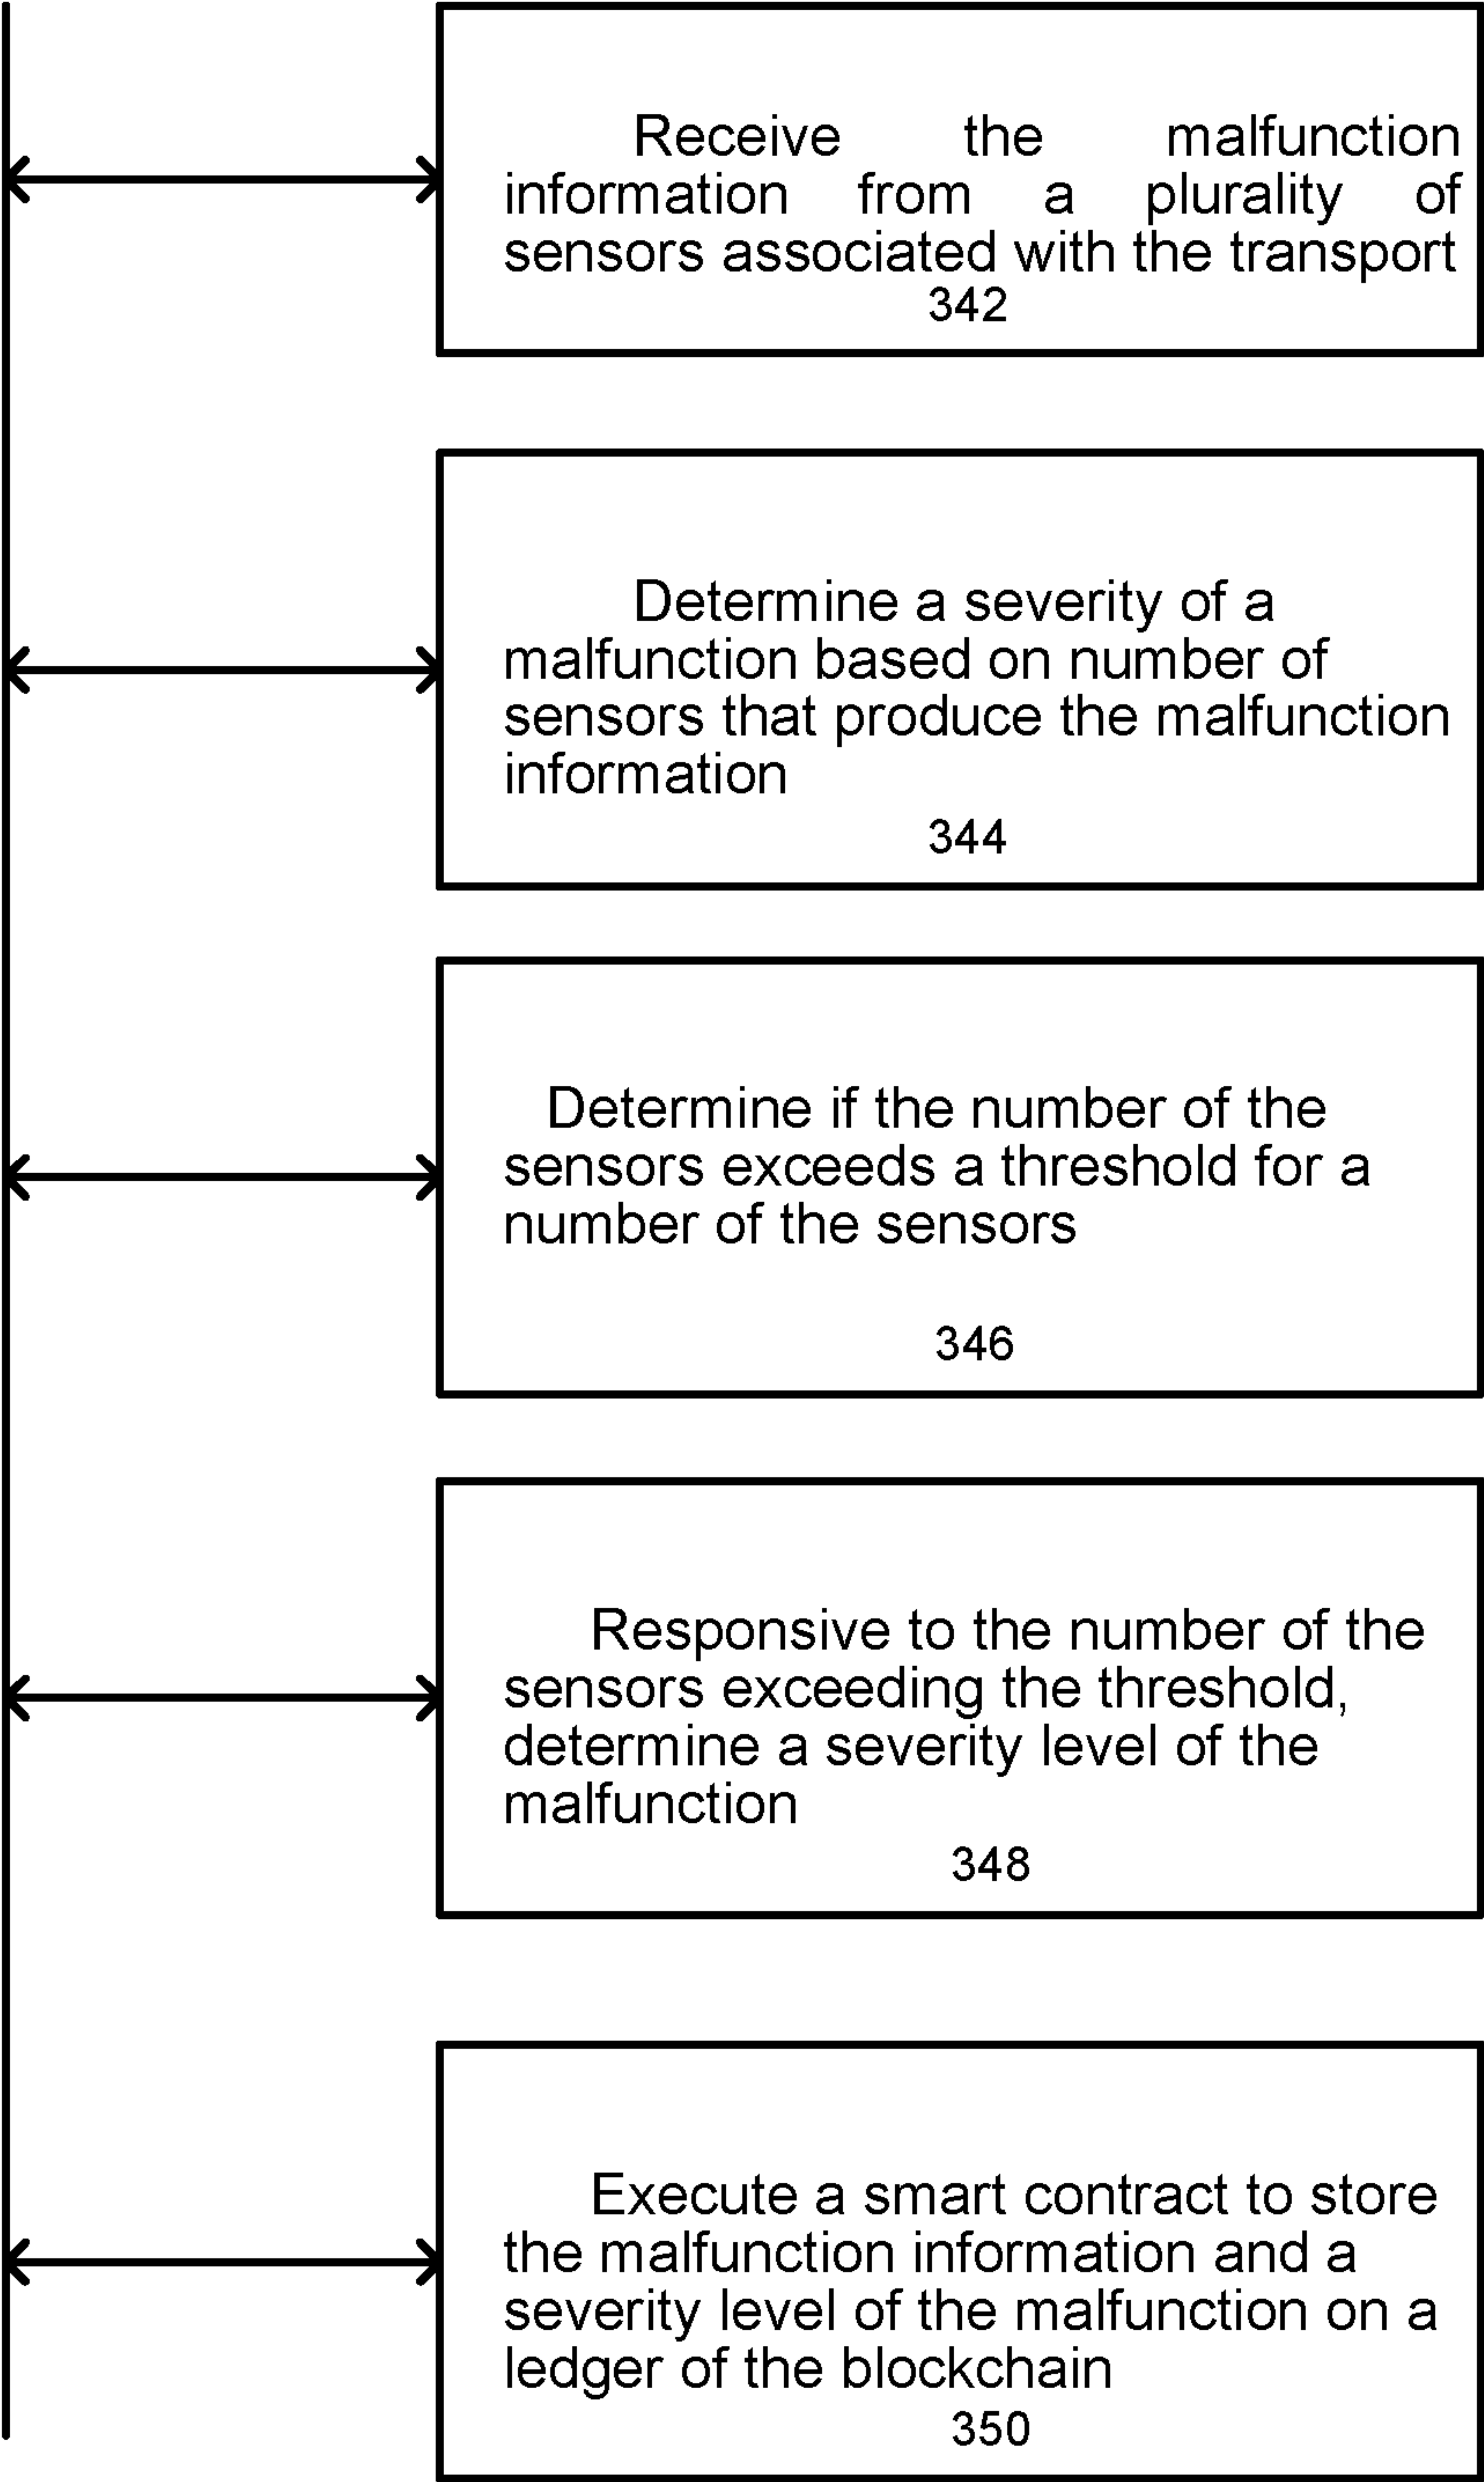 Receive the malfunction
information from a plurality of
sensors associated with the transport
342
Determine a severity of a
malfunction based on number of
sensors that produce the malfunction
information
344
Determine if the number of the
sensors exceeds a threshold for a
number of the sensors
346
Responsive to the number of the
sensors exceeding the threshold,
determine a severity level of the
malfunction
348
Execute a smart contract to store
the malfunction information and a
severity level of the malfunction on a
ledger of the blockchain
350